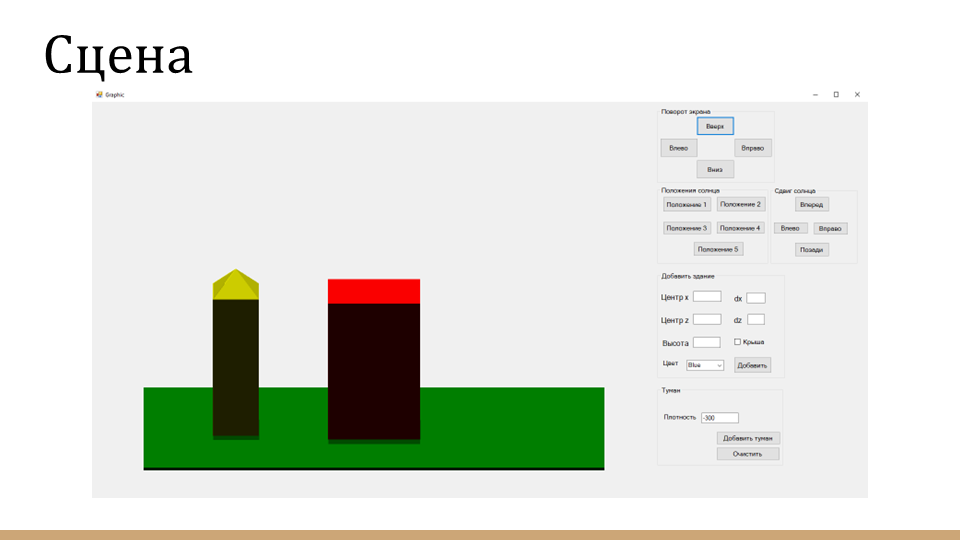 Сцена
Graphic
Поворот экрана
Вверх
Влево
Вправо
Вниз
Положения солнца
Положение 1
Положение 2
Положение 3
Положение 4
Положение 5
Сдвиг солнца
Вперед
Влево
Вправо
Позади
Добавить здание
Центр x
dx
Центр z
dz
Высота
Крыша
Цвет
Blue
Добавить
Туман
Плотность
-300
Добавить туман
Очистить